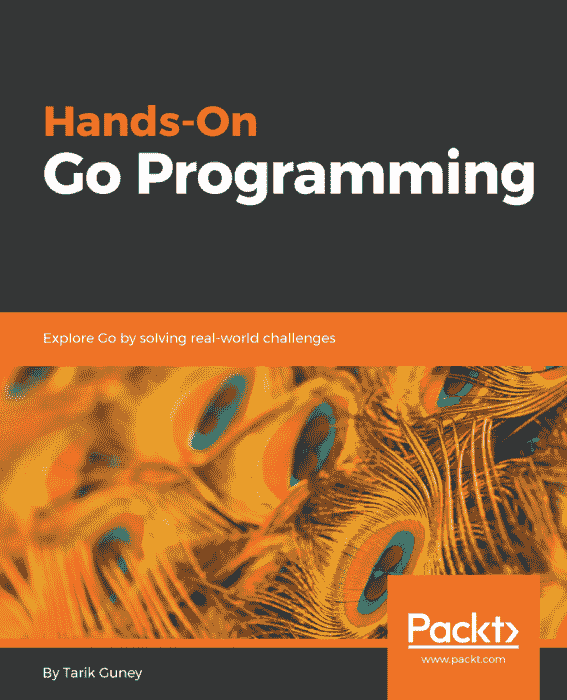 Hands-On
Go Programming
Explore Go by solving real-world challenges
Packt>
www.packt.com
By Tarik Guney